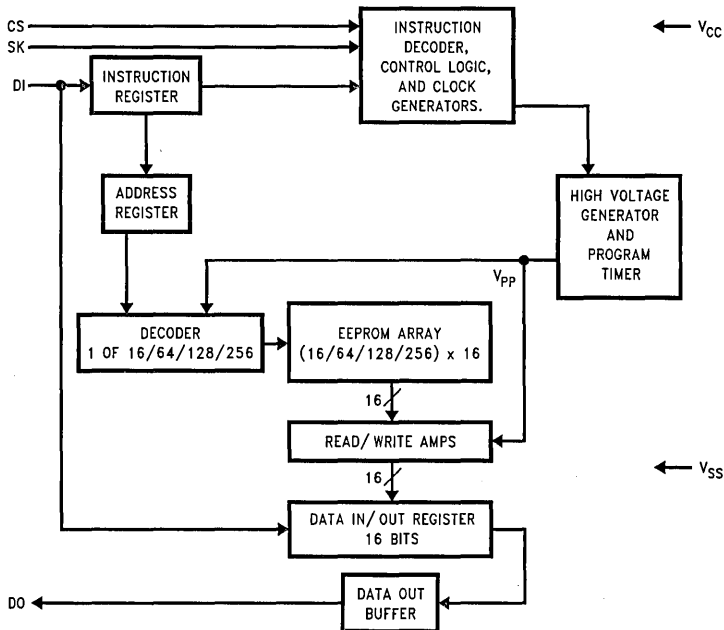 CS
SK
DI
INSTRUCTION
REGISTER
INSTRUCTION
DECODER,
CONTROL LOGIC,
AND CLOCK
GENERATORS.
VCC
ADDRESS
REGISTER
HIGH VOLTAGE
GENERATOR
AND
PROGRAM
TIMER
VPP
DECODER
1 OF 16/64/128/256
EEPROM ARRAY
(16/64/128/256) x 16
16
READ/WRITE AMPS
16
VSS
DATA IN/OUT REGISTER
16 BITS
DO
DATA OUT
BUFFER